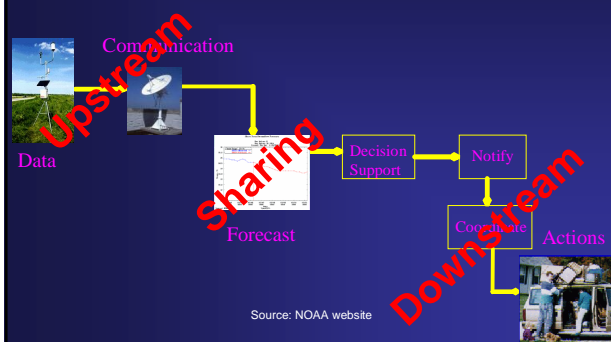 Communication
Upstream
Data
Sharing
Forecast
Decision
Support
Notify
Coordinate
Actions
Downstream
Source: NOAA website